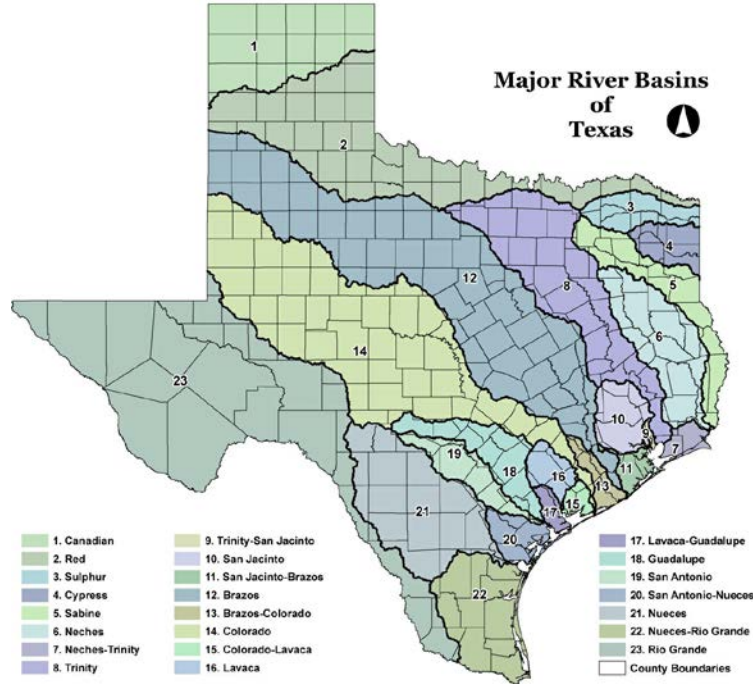 Major River Basins
of
Texas
1
2
3
4
5
12
8
6
14
23
10
9
7
19
18
16
11
13
15
17
21
20
22
1. Canadian
2. Red
3. Sulphur
4. Cypress
5. Sabine
6. Neches
7. Neches-Trinity
8. Trinity
9. Trinity-San Jacinto
10. San Jacinto
11. San Jacinto-Brazos
12. Brazos
13. Brazos-Colorado
14. Colorado
15. Colorado-Lavaca
16. Lavaca
17. Lavaca-Guadalupe
18. Guadalupe
19. San Antonio
20. San Antonio-Nueces
21. Nueces
22. Nueces-Rio Grande
23. Rio Grande
County Boundaries